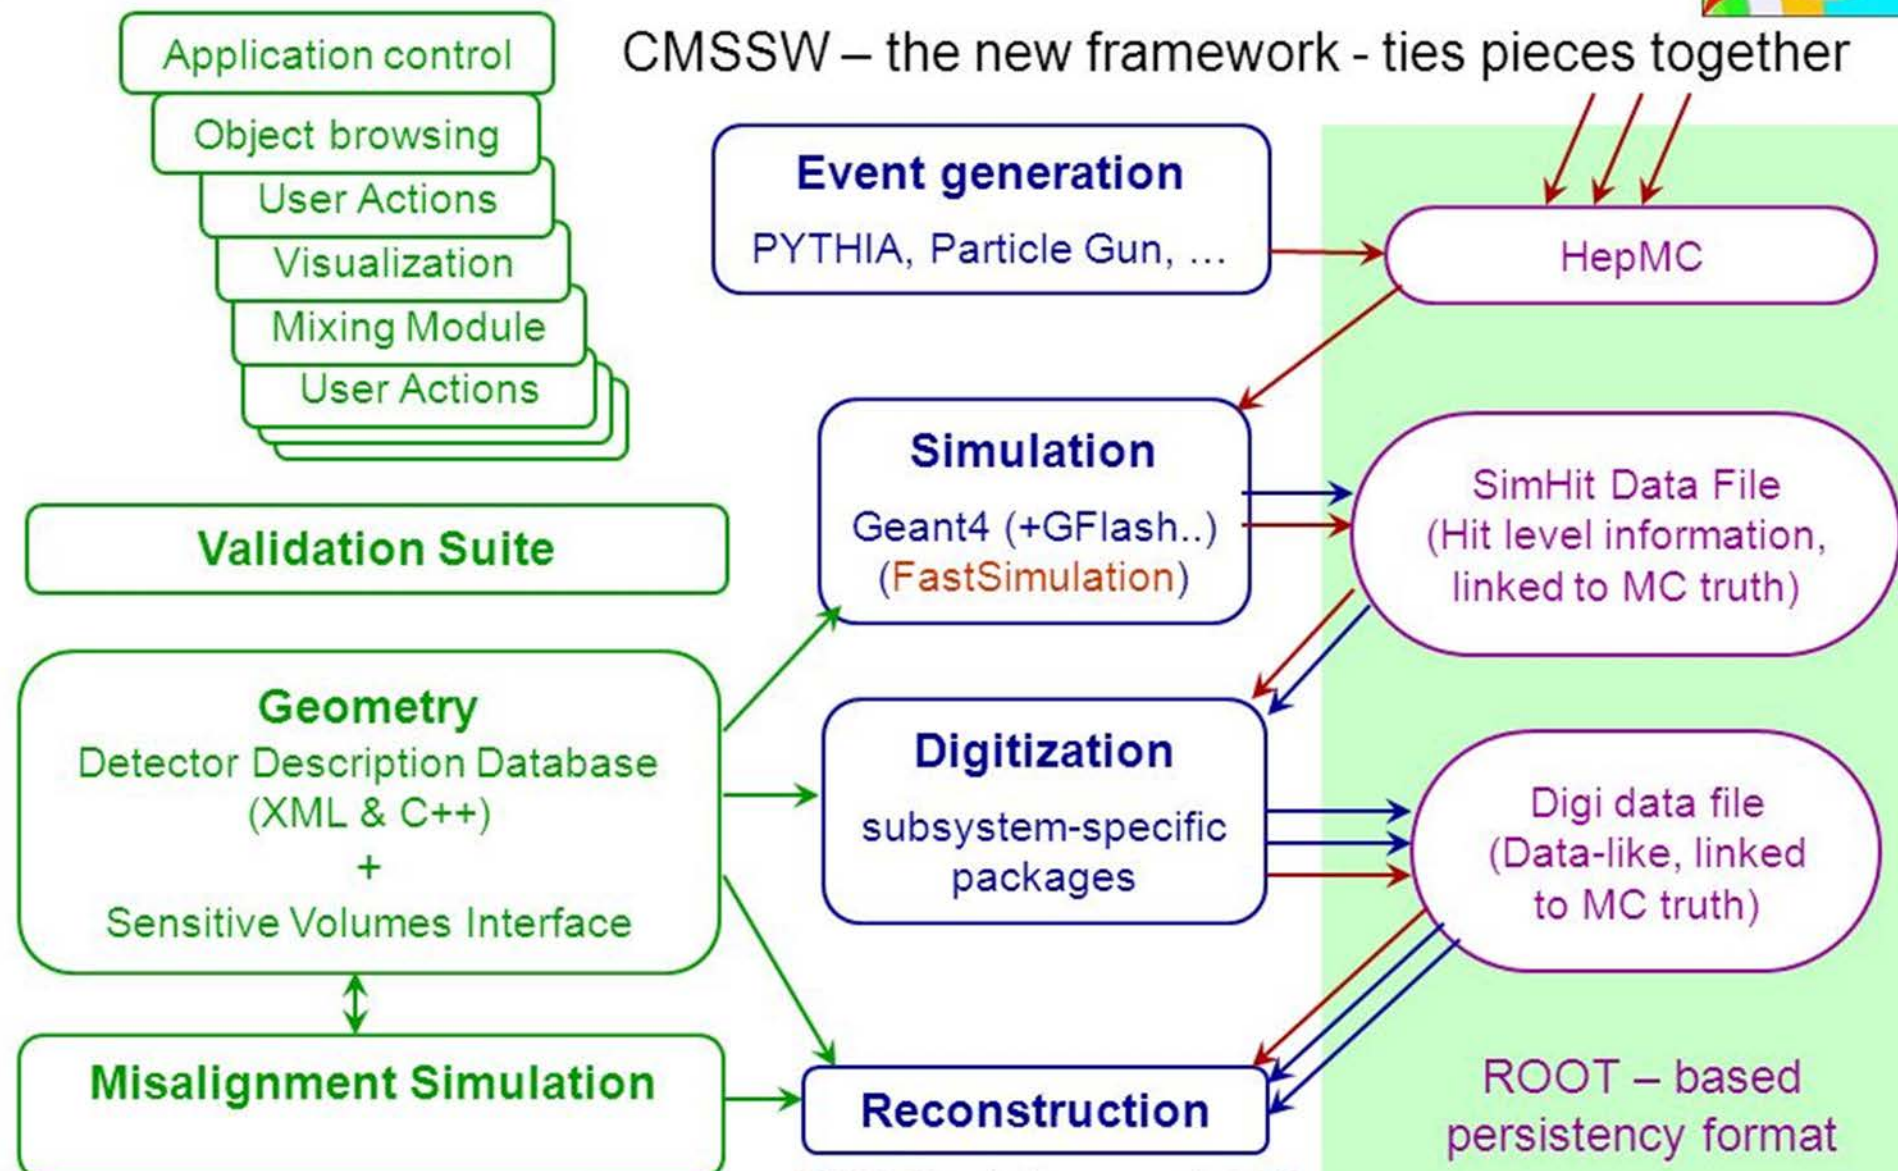 CMSSW – the new framework - ties pieces together
Application control
Object browsing
User Actions
Visualization
Mixing Module
User Actions
Validation Suite
Geometry
Detector Description Database
(XML & C++)
+
Sensitive Volumes Interface
Misalignment Simulation
Event generation
PYTHIA, Particle Gun, ...
Simulation
Geant4 (+GFlash..)
(FastSimulation)
Digitization
subsystem-specific
packages
Reconstruction
HepMC
SimHit Data File
(Hit level information,
linked to MC truth)
Digi data file
(Data-like, linked
to MC truth)
ROOT – based
persistency format